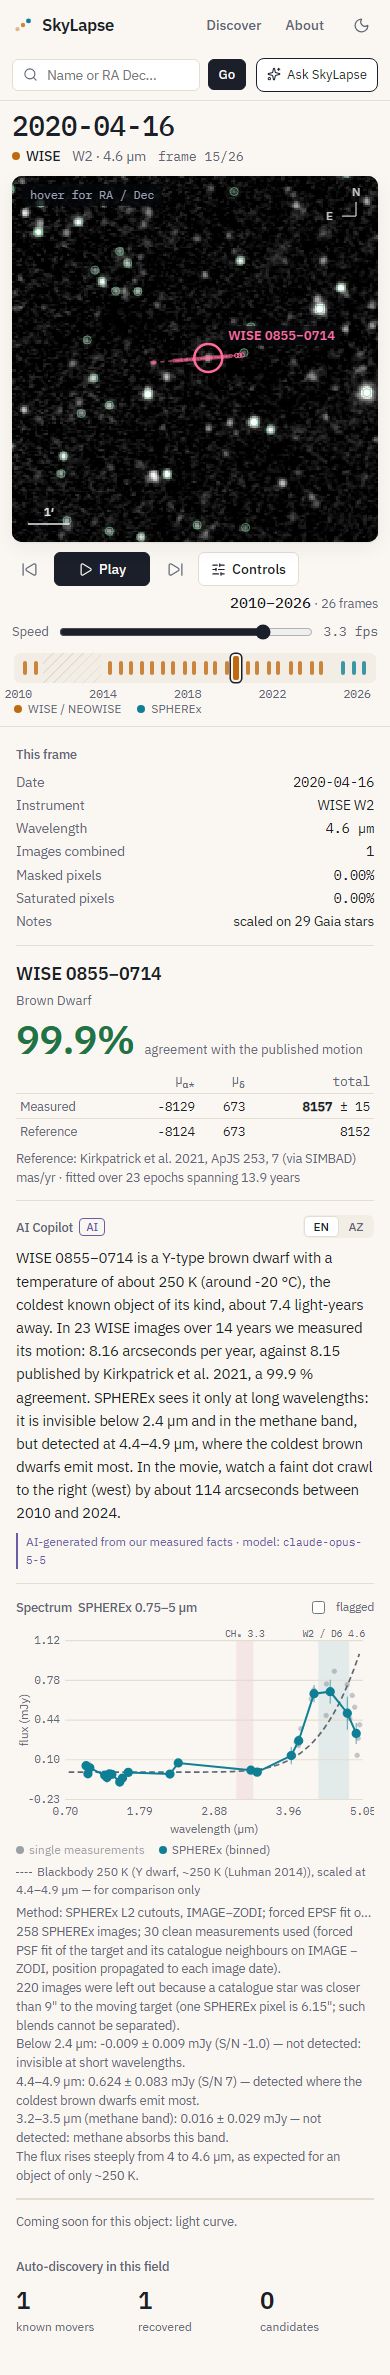 SkyLapse
Discover About
Name or RA Dec...
Go
Ask SkyLapse
2020-04-16
WISE W2 · 4.6 µm frame 15/26
hover for RA / Dec
N
E
WISE 0855−0714
1′
Play
Controls
2010–2026 · 26 frames
Speed 3.3 fps
2010 2014 2018 2022 2026
WISE / NEOWISE SPHEREx
This frame
Date 2020-04-16
Instrument WISE W2
Wavelength 4.6 µm
Images combined 1
Masked pixels 0.00%
Saturated pixels 0.00%
Notes scaled on 29 Gaia stars
WISE 0855−0714
Brown Dwarf
99.9% agreement with the published motion
μα* μδ total
Measured -8129 673 8157 ± 15
Reference -8124 673 8152
Reference: Kirkpatrick et al. 2021, ApJS 253, 7 (via SIMBAD)
mas/yr · fitted over 23 epochs spanning 13.9 years
AI Copilot AI EN AZ
WISE 0855−0714 is a Y-type brown dwarf with a
temperature of about 250 K (around -20 °C), the
coldest known object of its kind, about 7.4 light-years
away. In 23 WISE images over 14 years we measured
its motion: 8.16 arcseconds per year, against 8.15
published by Kirkpatrick et al. 2021, a 99.9 %
agreement. SPHEREx sees it only at long wavelengths:
it is invisible below 2.4 µm and in the methane band,
but detected at 4.4–4.9 µm, where the coldest brown
dwarfs emit most. In the movie, watch a faint dot crawl
to the right (west) by about 114 arcseconds between
2010 and 2024.
AI-generated from our measured facts · model: claude-opus-
5-5
Spectrum SPHEREx 0.75–5 µm flagged
CH₄ 3.3 W2 / D6 4.6
1.12
0.78
0.44
0.10
-0.23
flux (mJy)
0.70 1.79 2.88 3.96 5.05
wavelength (µm)
single measurements SPHEREx (binned)
---- Blackbody 250 K (Y dwarf, ~250 K (Luhman 2014)), scaled at
4.4–4.9 µm — for comparison only
Method: SPHEREx L2 cutouts, IMAGE−ZODI; forced EPSF fit o...
258 SPHEREx images; 30 clean measurements used (forced
PSF fit of the target and its catalogue neighbours on IMAGE −
ZODI, position propagated to each image date).
220 images were left out because a catalogue star was closer
than 9" to the moving target (one SPHEREx pixel is 6.15"; such
blends cannot be separated).
Below 2.4 µm: -0.009 ± 0.009 mJy (S/N -1.0) — not detected:
invisible at short wavelengths.
4.4–4.9 µm: 0.624 ± 0.083 mJy (S/N 7) — detected where the
coldest brown dwarfs emit most.
3.2–3.5 µm (methane band): 0.016 ± 0.029 mJy — not
detected: methane absorbs this band.
The flux rises steeply from 4 to 4.6 µm, as expected for an
object of only ~250 K.
Coming soon for this object: light curve.
Auto-discovery in this field
1 1 0
known movers recovered candidates